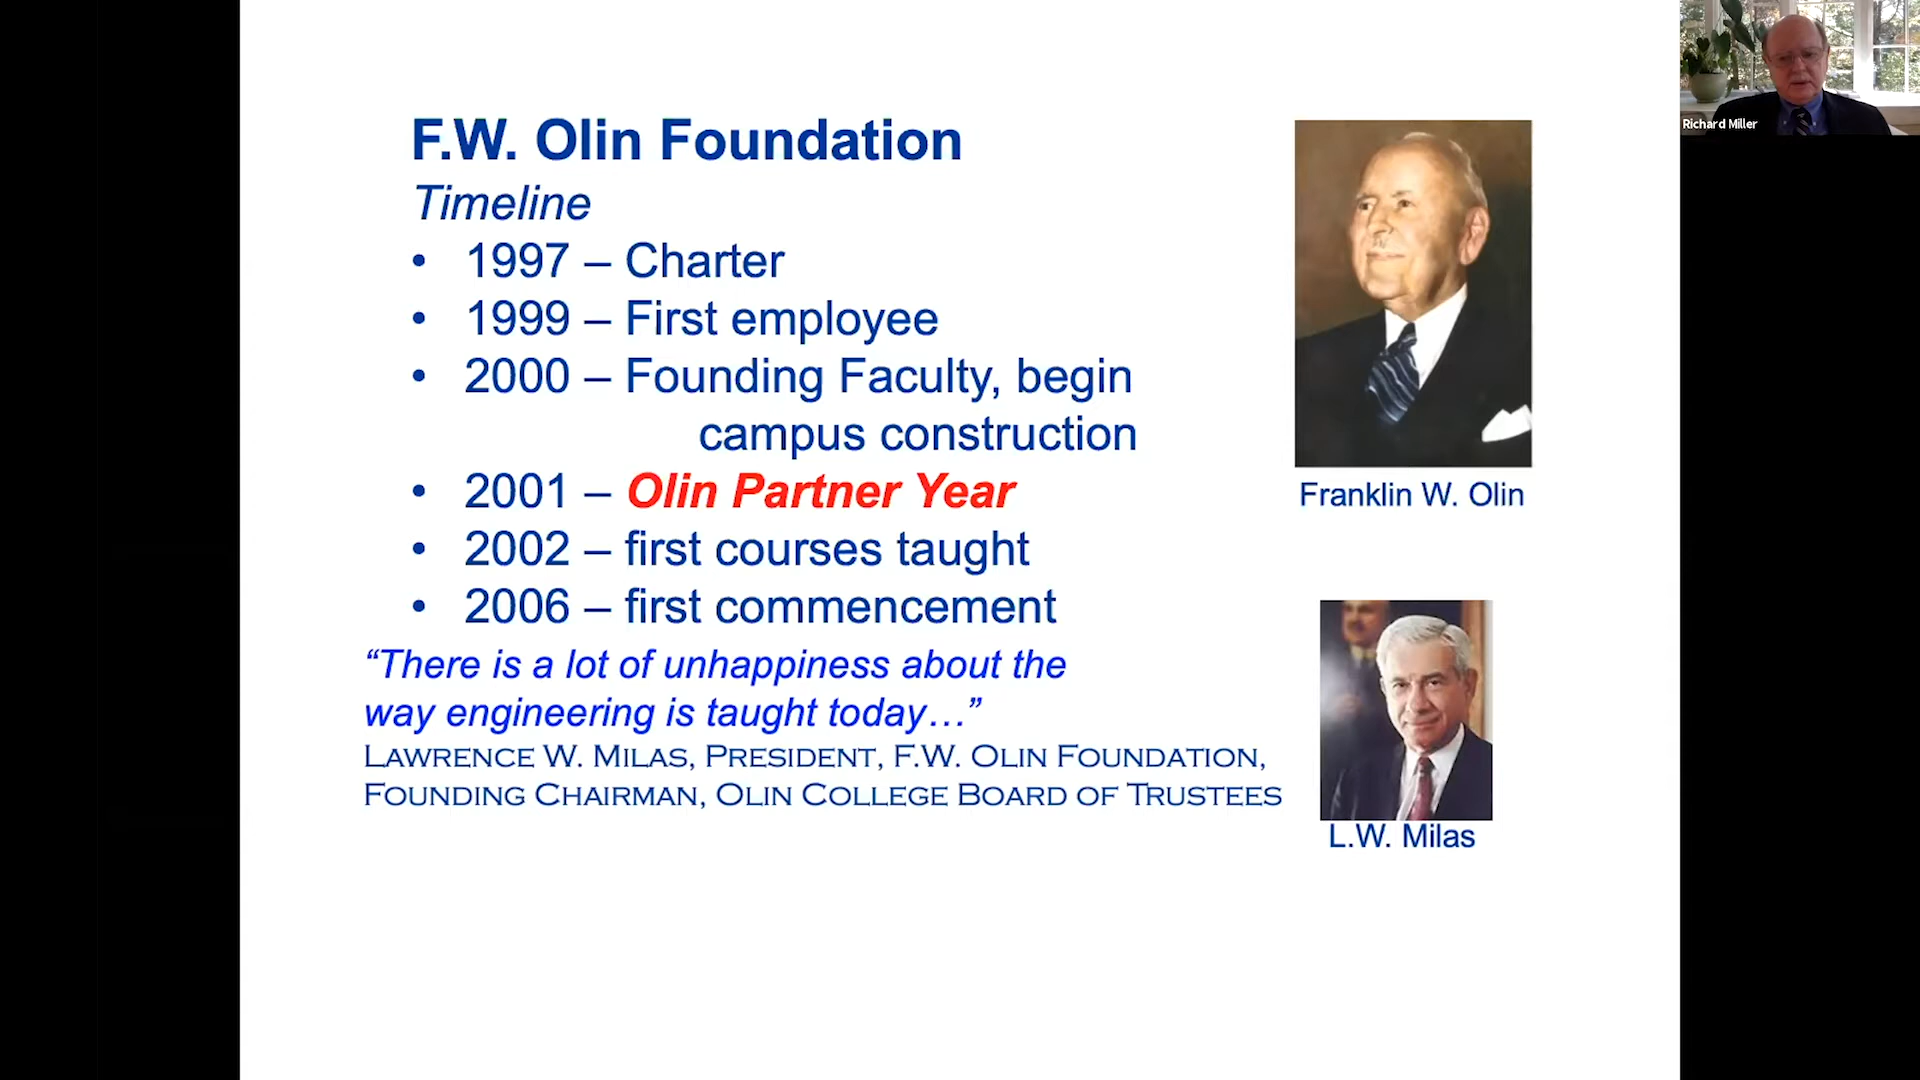 F.W. Olin Foundation
Timeline
• 1997 – Charter
• 1999 – First employee
• 2000 – Founding Faculty, begin
campus construction
• 2001 – Olin Partner Year
• 2002 – first courses taught
• 2006 – first commencement
“There is a lot of unhappiness about the
way engineering is taught today…”
LAWRENCE W. MILAS, PRESIDENT, F.W. OLIN FOUNDATION,
FOUNDING CHAIRMAN, OLIN COLLEGE BOARD OF TRUSTEES
Franklin W. Olin
L.W. Milas
Richard Miller